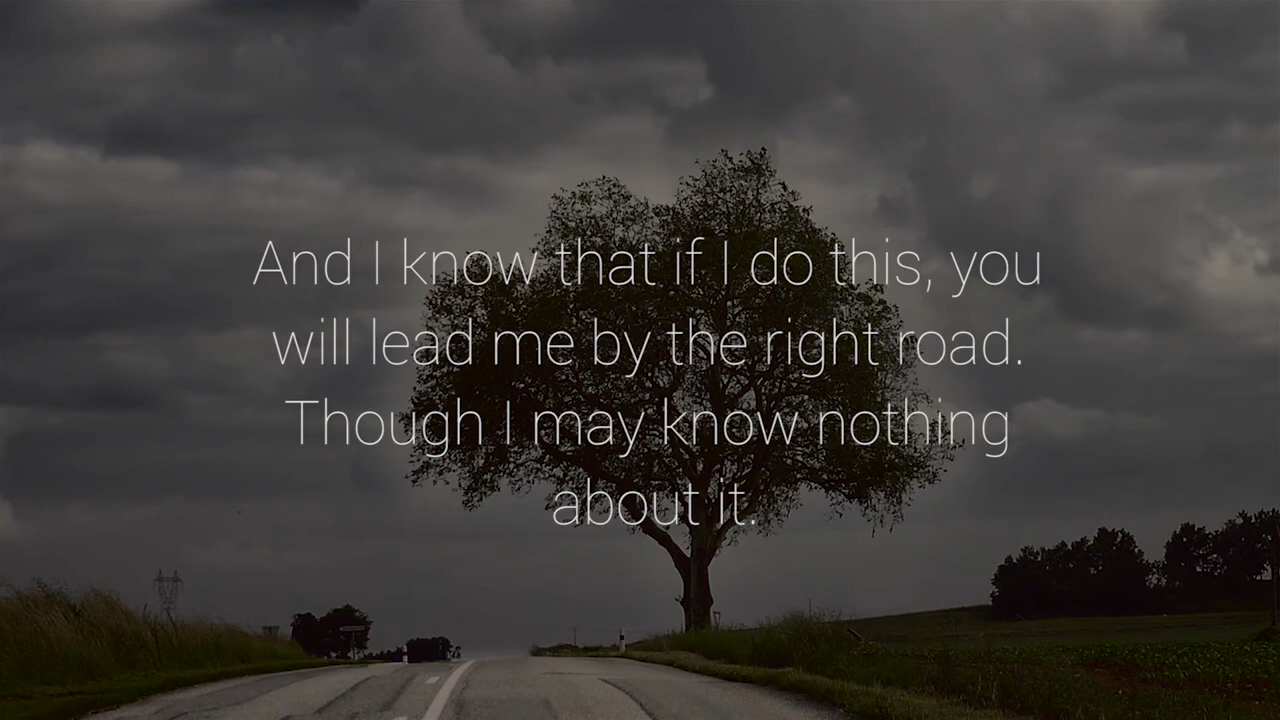 And I know that if I do this, you
will lead me by the right road.
Though I may know nothing
about it.